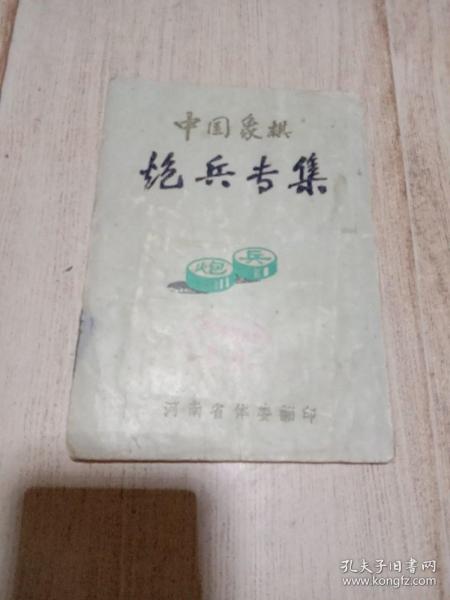 中国象棋
炮兵专集
炮 兵
河南省体委翻印
孔夫子旧书网
www.kongfz.com